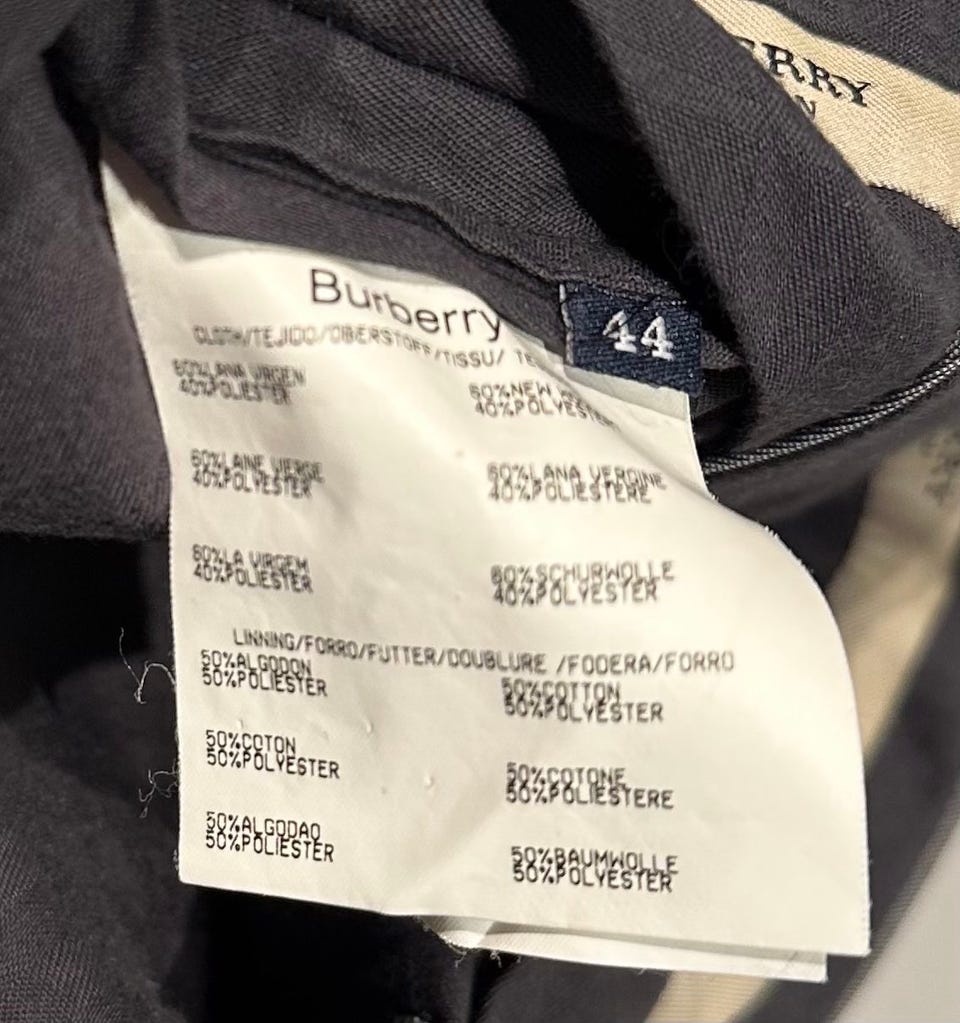 ERRY
N
Burberry
44
CLOTH/TEJIDO/OBERSTOFF/TISSU/ TE
60%LANA VIRGEN
40%POLIESTER
60%NEW
40%POLYESTER
60%LAINE VIERGE
40%POLYESTER
60%LANA VERGINE
40%POLIESTERE
60%LA VIRGEM
40%POLIESTER
60%SCHURWOLLE
40%POLYESTER
LINNING/FORRO/FUTTER/DOUBLURE /FODERA/FORRO
50%ALGODON
50%POLIESTER
50%COTTON
50%POLYESTER
50%COTON
50%POLYESTER
50%COTONE
50%POLIESTERE
50%ALGODAO
50%POLIESTER
50%BAUMWOLLE
50%POLYESTER